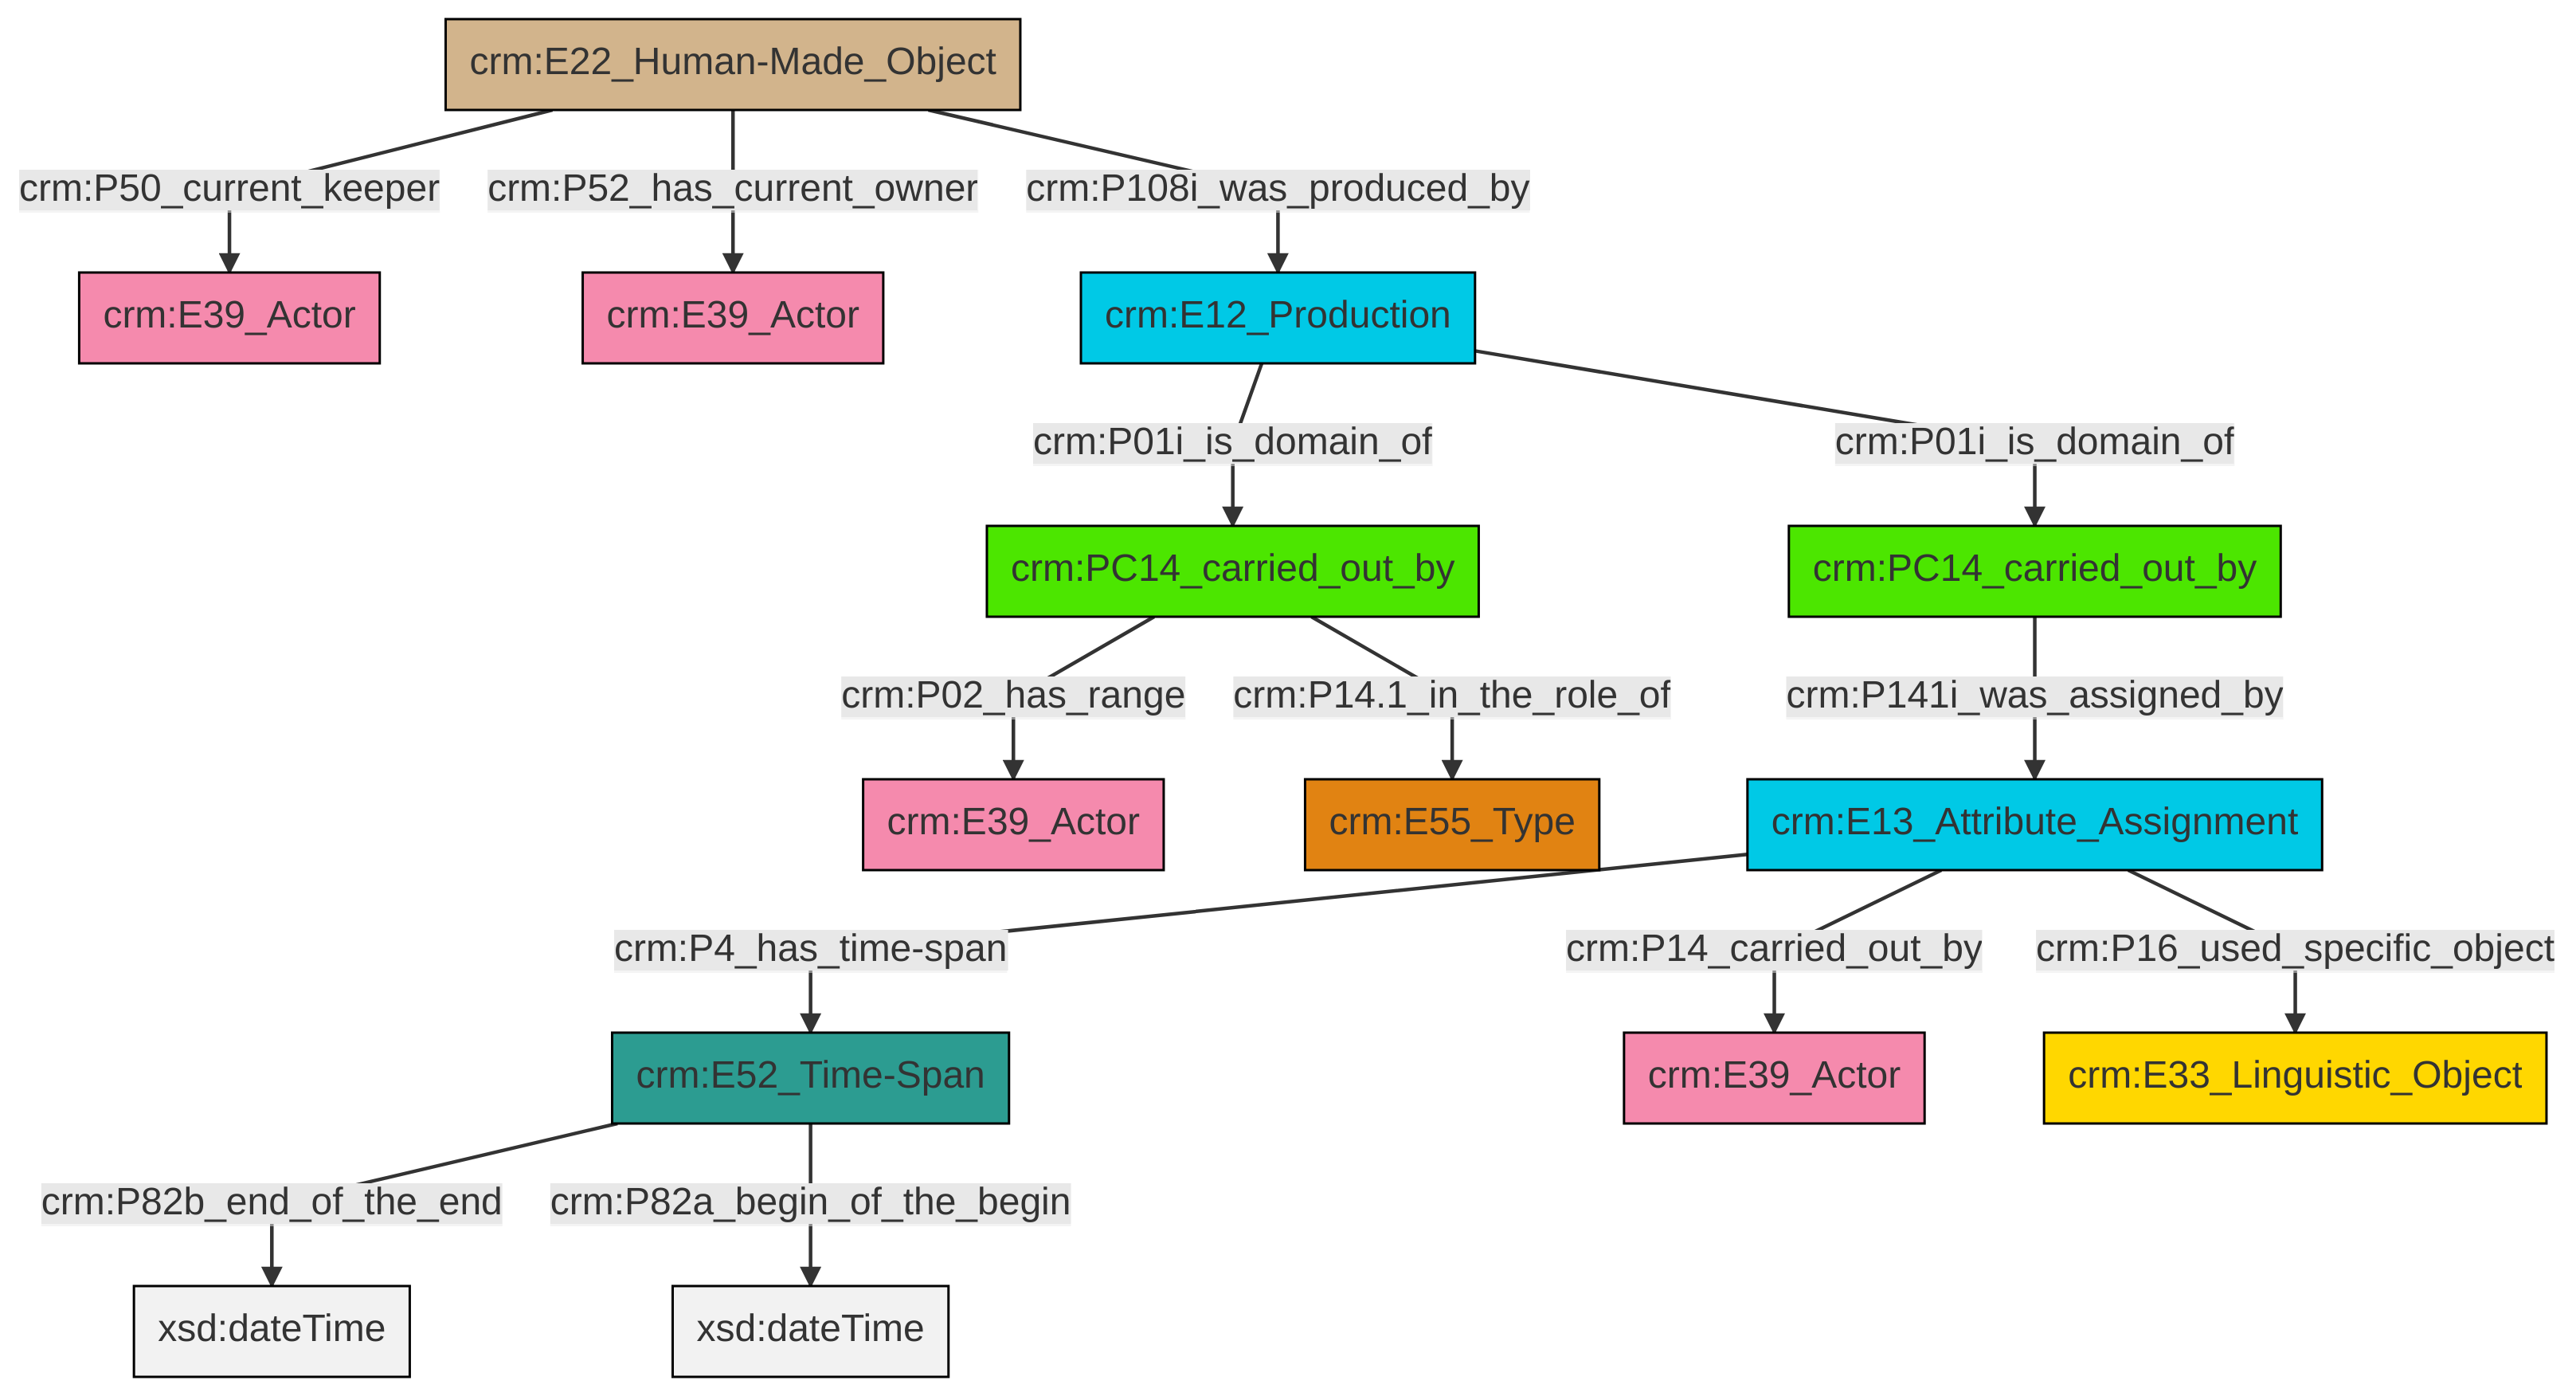 crm:E22_Human-Made_Object
crm:P50_current_keeper
crm:P52_has_current_owner
crm:P108i_was_produced_by
crm:E39_Actor
crm:E39_Actor
crm:E12_Production
crm:P01i_is_domain_of
crm:P01i_is_domain_of
crm:PC14_carried_out_by
crm:PC14_carried_out_by
crm:P02_has_range
crm:P14.1_in_the_role_of
crm:P141i_was_assigned_by
crm:E39_Actor
crm:E55_Type
crm:E13_Attribute_Assignment
crm:P4_has_time-span
crm:P14_carried_out_by
crm:P16_used_specific_object
crm:E52_Time-Span
crm:E39_Actor
crm:E33_Linguistic_Object
crm:P82b_end_of_the_end
crm:P82a_begin_of_the_begin
xsd:dateTime
xsd:dateTime